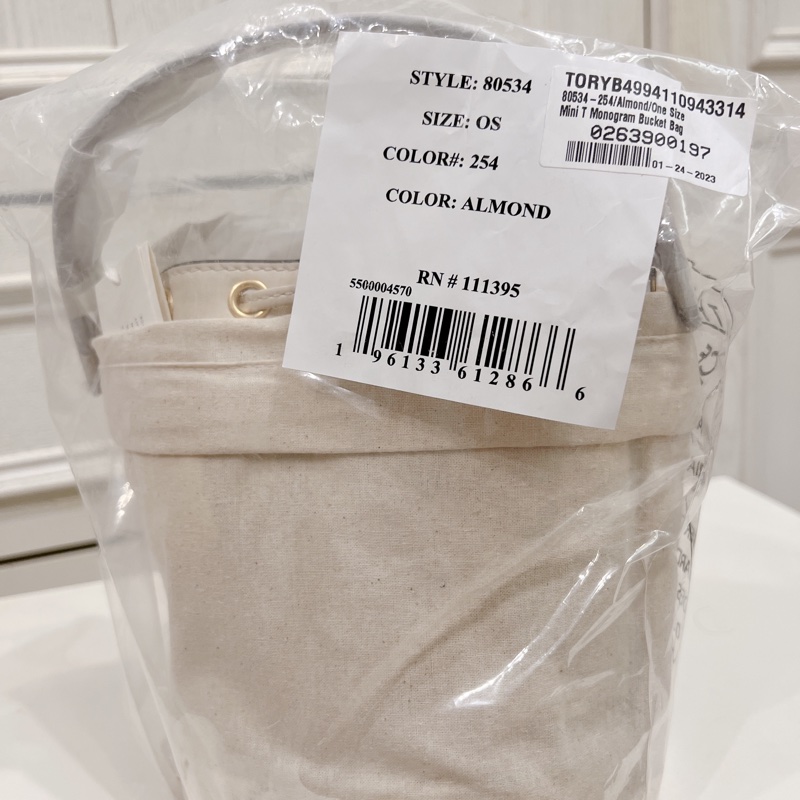 STYLE: 80534
SIZE: OS
COLOR#: 254
COLOR: ALMOND
RN # 111395
5500004570
1 96133 61286 6
TORYB4994110943314
80534-254/Almond/One Size
Mini T Monogram Bucket Bag
0263900197
01-24-2023